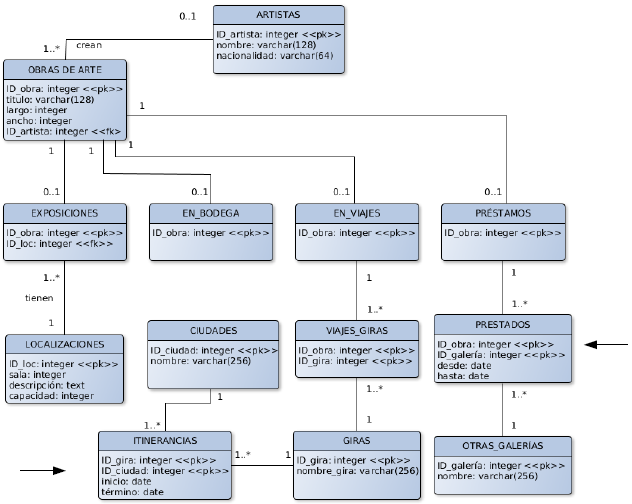 ARTISTAS
ID_artista: integer <<pk>>
nombre: varchar(128)
nacionalidad: varchar(64)
0..1
crean
1..*
OBRAS DE ARTE
ID_obra: integer <<pk>>
titulo: varchar(128)
largo: integer
ancho: integer
ID_artista: integer <<fk>
1
1
1
1
0..1
0..1
0..1
0..1
EXPOSICIONES
ID_obra: integer <<pk>>
ID_loc: integer <<fk>>
EN_BODEGA
ID_obra: integer <<pk>>
EN_VIAJES
ID_obra: integer <<pk>>
PRÉSTAMOS
ID_obra: integer <<pk>>
1..*
tienen
1
1
1..*
1
1..*
LOCALIZACIONES
ID_loc: integer <<pk>>
sala: integer
descripción: text
capacidad: integer
CIUDADES
ID_ciudad: integer <<pk>>
nombre: varchar(256)
VIAJES_GIRAS
ID_obra: integer <<pk>>
ID_gira: integer <<pk>>
PRESTADOS
ID_obra: integer <<pk>>
ID_galería: integer <<pk>>
desde: date
hasta: date
1
1..*
1..*
1
1..*
1
ITINERANCIAS
ID_gira: integer <<pk>>
ID_ciudad: integer <<pk>>
inicio: date
término: date
1..*
1
GIRAS
ID_gira: integer <<pk>>
nombre_gira: varchar(256)
OTRAS_GALERÍAS
ID_galería: integer <<pk>>
nombre: varchar(256)